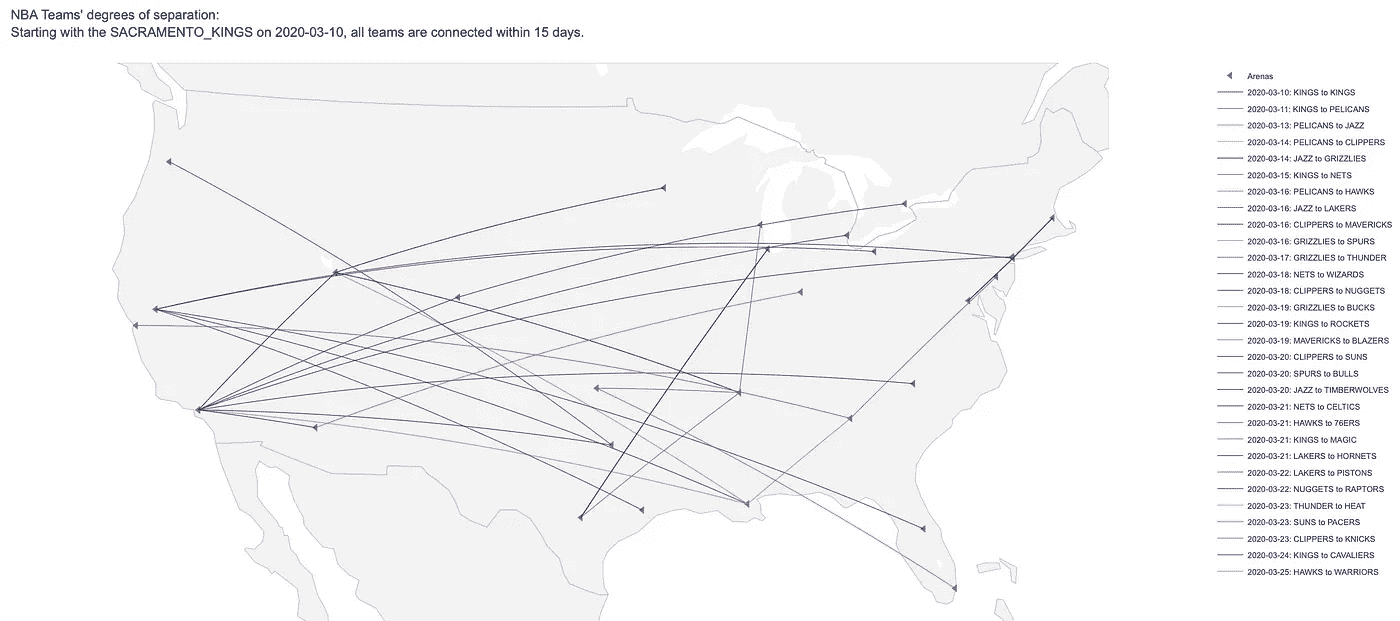 NBA Teams' degrees of separation:
Starting with the SACRAMENTO_KINGS on 2020-03-10, all teams are connected within 15 days.
Arenas
2020-03-10: KINGS to KINGS
2020-03-11: KINGS to PELICANS
2020-03-13: PELICANS to JAZZ
2020-03-14: PELICANS to CLIPPERS
2020-03-14: JAZZ to GRIZZLIES
2020-03-15: KINGS to NETS
2020-03-16: PELICANS to HAWKS
2020-03-16: JAZZ to LAKERS
2020-03-16: CLIPPERS to MAVERICKS
2020-03-16: GRIZZLIES to SPURS
2020-03-17: GRIZZLIES to THUNDER
2020-03-18: NETS to WIZARDS
2020-03-18: CLIPPERS to NUGGETS
2020-03-19: GRIZZLIES to BUCKS
2020-03-19: KINGS to ROCKETS
2020-03-19: MAVERICKS to BLAZERS
2020-03-20: CLIPPERS to SUNS
2020-03-20: SPURS to BULLS
2020-03-20: JAZZ to TIMBERWOLVES
2020-03-21: NETS to CELTICS
2020-03-21: HAWKS to 76ERS
2020-03-21: KINGS to MAGIC
2020-03-21: LAKERS to HORNETS
2020-03-22: LAKERS to PISTONS
2020-03-22: NUGGETS to RAPTORS
2020-03-23: THUNDER to HEAT
2020-03-23: SUNS to PACERS
2020-03-23: CLIPPERS to KNICKS
2020-03-24: KINGS to CAVALIERS
2020-03-25: HAWKS to WARRIORS